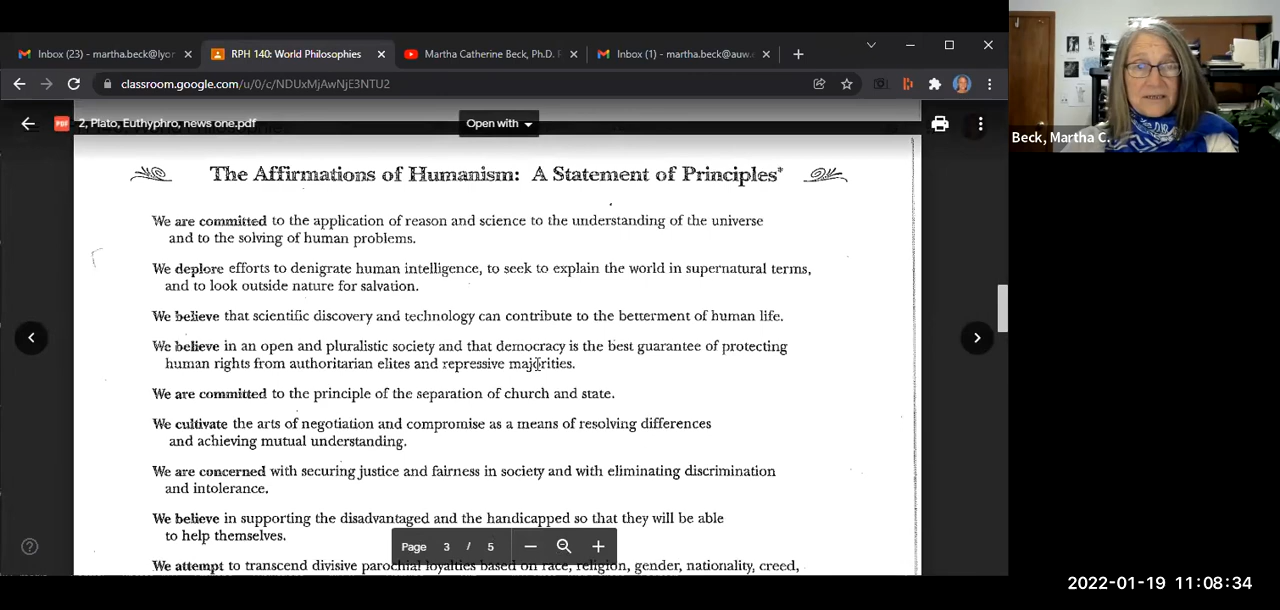 Inbox (23) - martha.beck@lyor
RPH 140: World Philosophies
Martha Catherine Beck, Ph.D. F
Inbox (1) - martha.beck@auw.
classroom.google.com/u/0/c/NDUxMjAwNjE3NTU2
PDF 2, Plato, Euthyphro, news one.pdf
Open with
Beck, Martha C.
The Affirmations of Humanism: A Statement of Principles*
We are committed to the application of reason and science to the understanding of the universe
and to the solving of human problems.
We deplore efforts to denigrate human intelligence, to seek to explain the world in supernatural terms,
and to look outside nature for salvation.
We believe that scientific discovery and technology can contribute to the betterment of human life.
We believe in an open and pluralistic society and that democracy is the best guarantee of protecting
human rights from authoritarian elites and repressive majorities.
We are committed to the principle of the separation of church and state.
We cultivate the arts of negotiation and compromise as a means of resolving differences
and achieving mutual understanding.
We are concerned with securing justice and fairness in society and with eliminating discrimination
and intolerance.
We believe in supporting the disadvantaged and the handicapped so that they will be able
to help themselves.
Page 3 / 5
We attempt to transcend divisive parochial loyalties based on race, religion, gender, nationality, creed,
2022-01-19 11:08:34